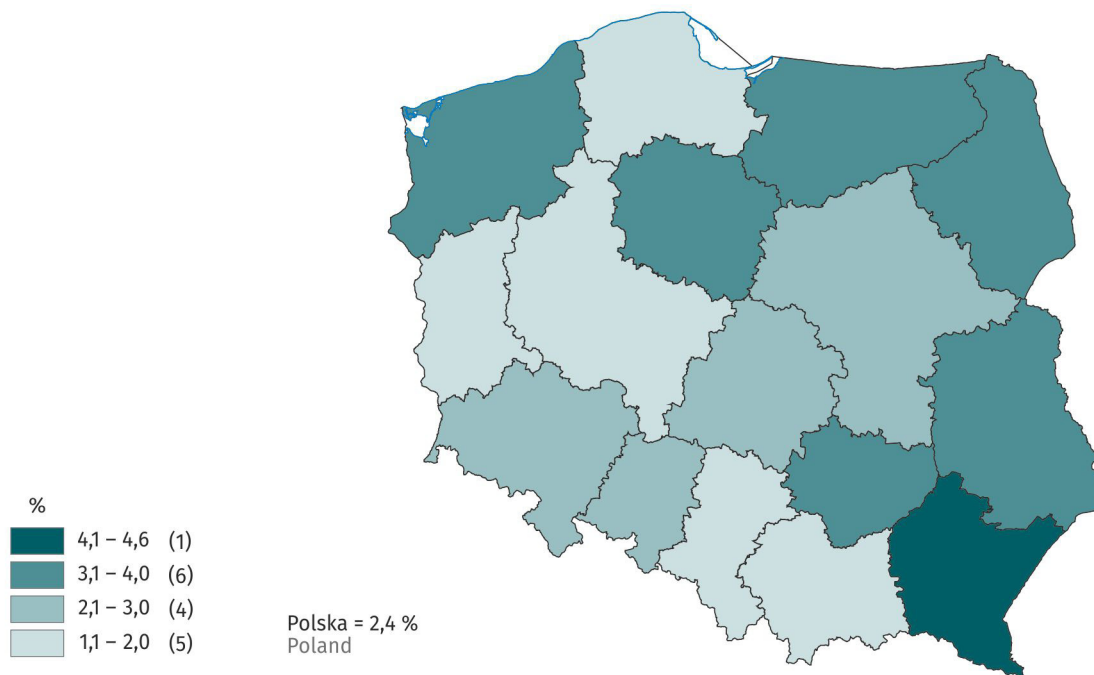 %
4,1 – 4,6 (1)
3,1 – 4,0 (6)
2,1 – 3,0 (4)
1,1 – 2,0 (5)
Polska = 2,4 %
Poland